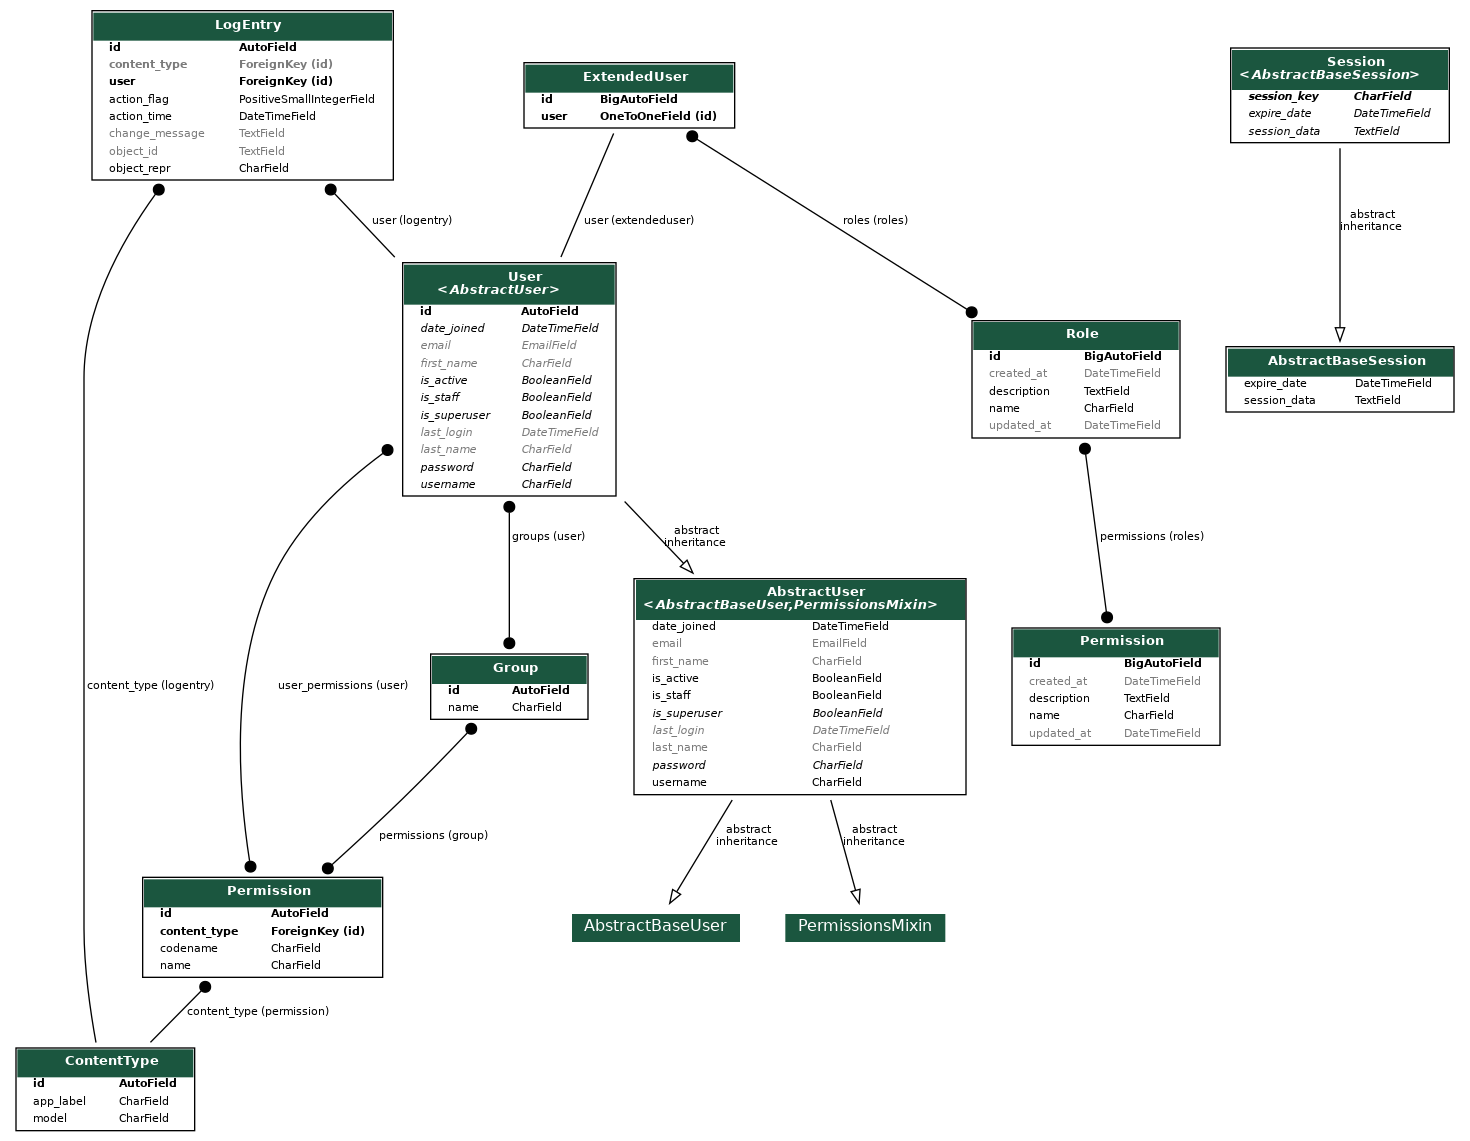 LogEntry
id AutoField
content_type ForeignKey (id)
user ForeignKey (id)
action_flag PositiveSmallIntegerField
action_time DateTimeField
change_message TextField
object_id TextField
object_repr CharField
ExtendedUser
id BigAutoField
user OneToOneField (id)
Session
<AbstractBaseSession>
session_key CharField
expire_date DateTimeField
session_data TextField
user (logentry)
user (extendeduser)
roles (roles)
abstract
inheritance
User
<AbstractUser>
id AutoField
date_joined DateTimeField
email EmailField
first_name CharField
is_active BooleanField
is_staff BooleanField
is_superuser BooleanField
last_login DateTimeField
last_name CharField
password CharField
username CharField
Role
id BigAutoField
created_at DateTimeField
description TextField
name CharField
updated_at DateTimeField
AbstractBaseSession
expire_date DateTimeField
session_data TextField
groups (user)
abstract
inheritance
permissions (roles)
AbstractUser
<AbstractBaseUser,PermissionsMixin>
date_joined DateTimeField
email EmailField
first_name CharField
is_active BooleanField
is_staff BooleanField
is_superuser BooleanField
last_login DateTimeField
last_name CharField
password CharField
username CharField
Permission
id BigAutoField
created_at DateTimeField
description TextField
name CharField
updated_at DateTimeField
content_type (logentry)
user_permissions (user)
Group
id AutoField
name CharField
permissions (group)
abstract
inheritance
abstract
inheritance
Permission
id AutoField
content_type ForeignKey (id)
codename CharField
name CharField
AbstractBaseUser
PermissionsMixin
content_type (permission)
ContentType
id AutoField
app_label CharField
model CharField